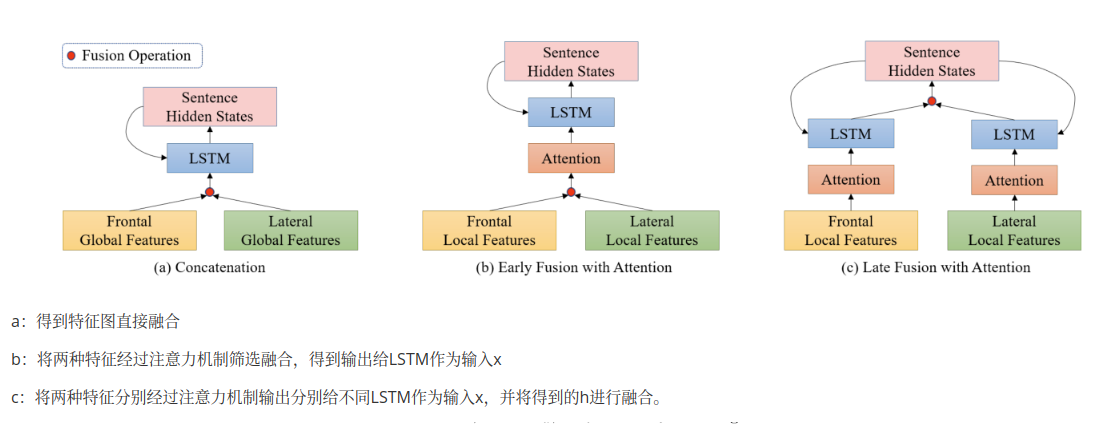 Fusion Operation
Sentence
Hidden States
LSTM
Frontal
Global Features
Lateral
Global Features
(a) Concatenation
Sentence
Hidden States
LSTM
Attention
Frontal
Local Features
Lateral
Local Features
(b) Early Fusion with Attention
Sentence
Hidden States
LSTM
LSTM
Attention
Attention
Frontal
Local Features
Lateral
Local Features
(c) Late Fusion with Attention
a：得到特征图直接融合
b：将两种特征经过注意力机制筛选融合，得到输出给LSTM作为输入x
c：将两种特征分别经过注意力机制输出分别给不同LSTM作为输入x，并将得到的h进行融合。